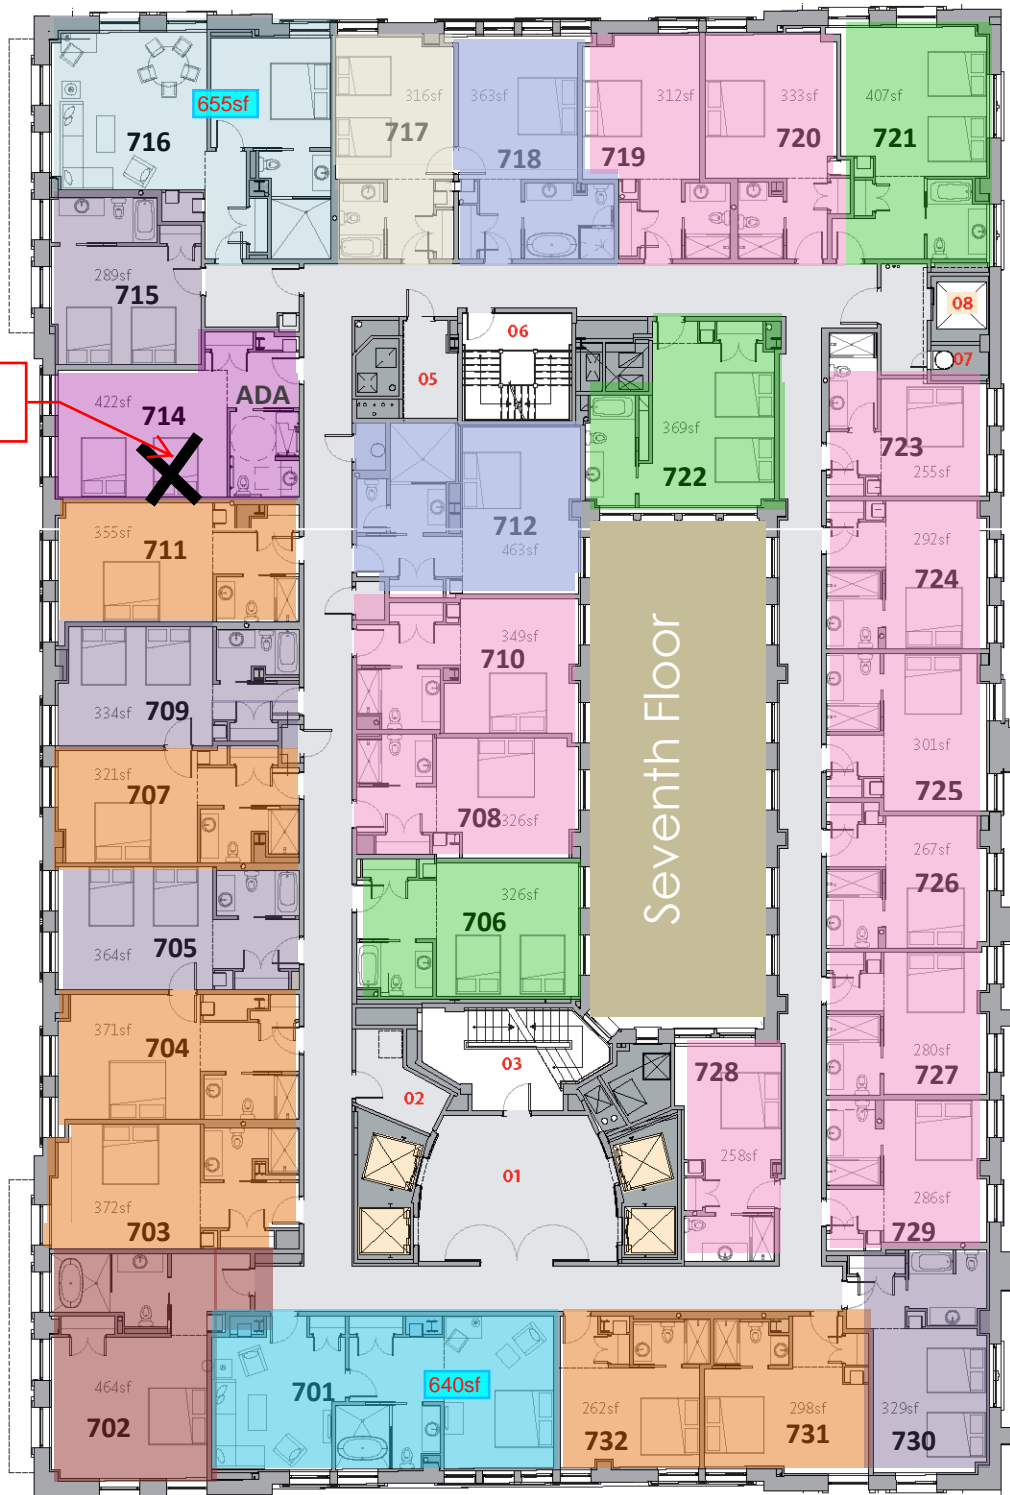 655sf
716
316sf
717
363sf
718
312sf
719
333sf
720
407sf
721
289sf
715
06
08
05
07
ADA
422sf
714
369sf
722
723
255sf
355sf
711
712
463sf
292sf
724
349sf
710
Seventh Floor
334sf
709
301sf
725
321sf
707
708
326sf
267sf
726
326sf
706
364sf
705
371sf
704
280sf
727
03
728
02
258sf
01
372sf
703
286sf
729
464sf
702
701
640sf
262sf
732
298sf
731
329sf
730